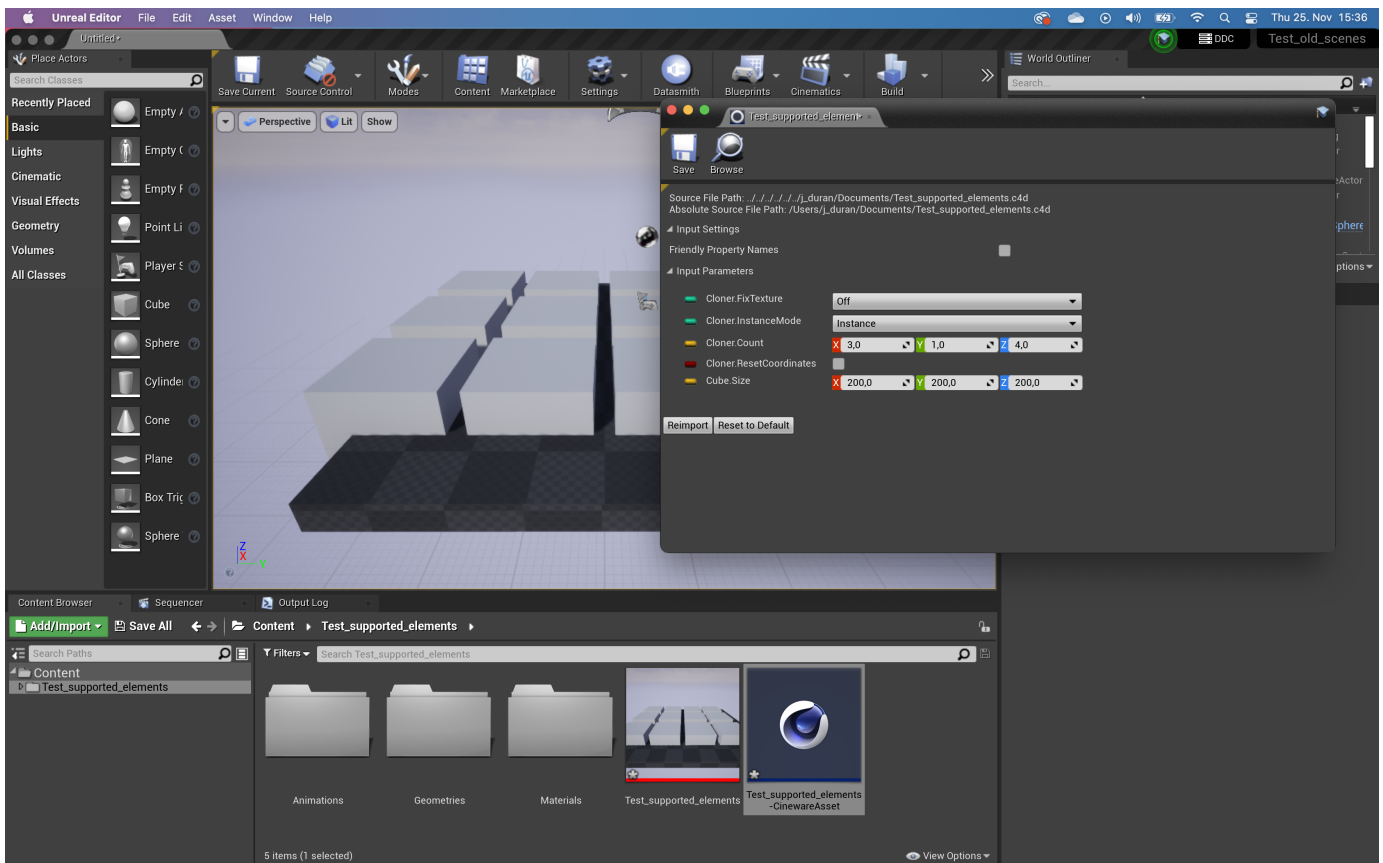 Unreal Editor File Edit Asset Window Help
Thu 25. Nov 15:36
Untitled•
DDC
Test_old_scenes
Place Actors
World Outliner
Search Classes
Save Current Source Control Modes Content Marketplace Settings Datasmith Blueprints Cinematics Build
Search...
Recently Placed
Basic
Lights
Cinematic
Visual Effects
Geometry
Volumes
All Classes
Empty A
Empty C
Empty P
Point Li
Player S
Cube
Sphere
Cylinder
Cone
Plane
Box Trig
Sphere
Perspective Lit Show
Z
X
Y
Test_supported_element•
Save Browse
Source File Path: ../../../../../../j_duran/Documents/Test_supported_elements.c4d
Absolute Source File Path: /Users/j_duran/Documents/Test_supported_elements.c4d
Input Settings
Friendly Property Names
Input Parameters
Cloner.FixTexture Off
Cloner.InstanceMode Instance
Cloner.Count X 3,0 Y 1,0 Z 4,0
Cloner.ResetCoordinates
Cube.Size X 200,0 Y 200,0 Z 200,0
Reimport Reset to Default
eActor
Sphere
ptions
Content Browser Sequencer Output Log
Add/Import Save All Content Test_supported_elements
Search Paths
Filters Search Test_supported_elements
Content
Test_supported_elements
Animations
Geometries
Materials
Test_supported_elements
Test_supported_elements
-CinewareAsset
5 items (1 selected)
View Options